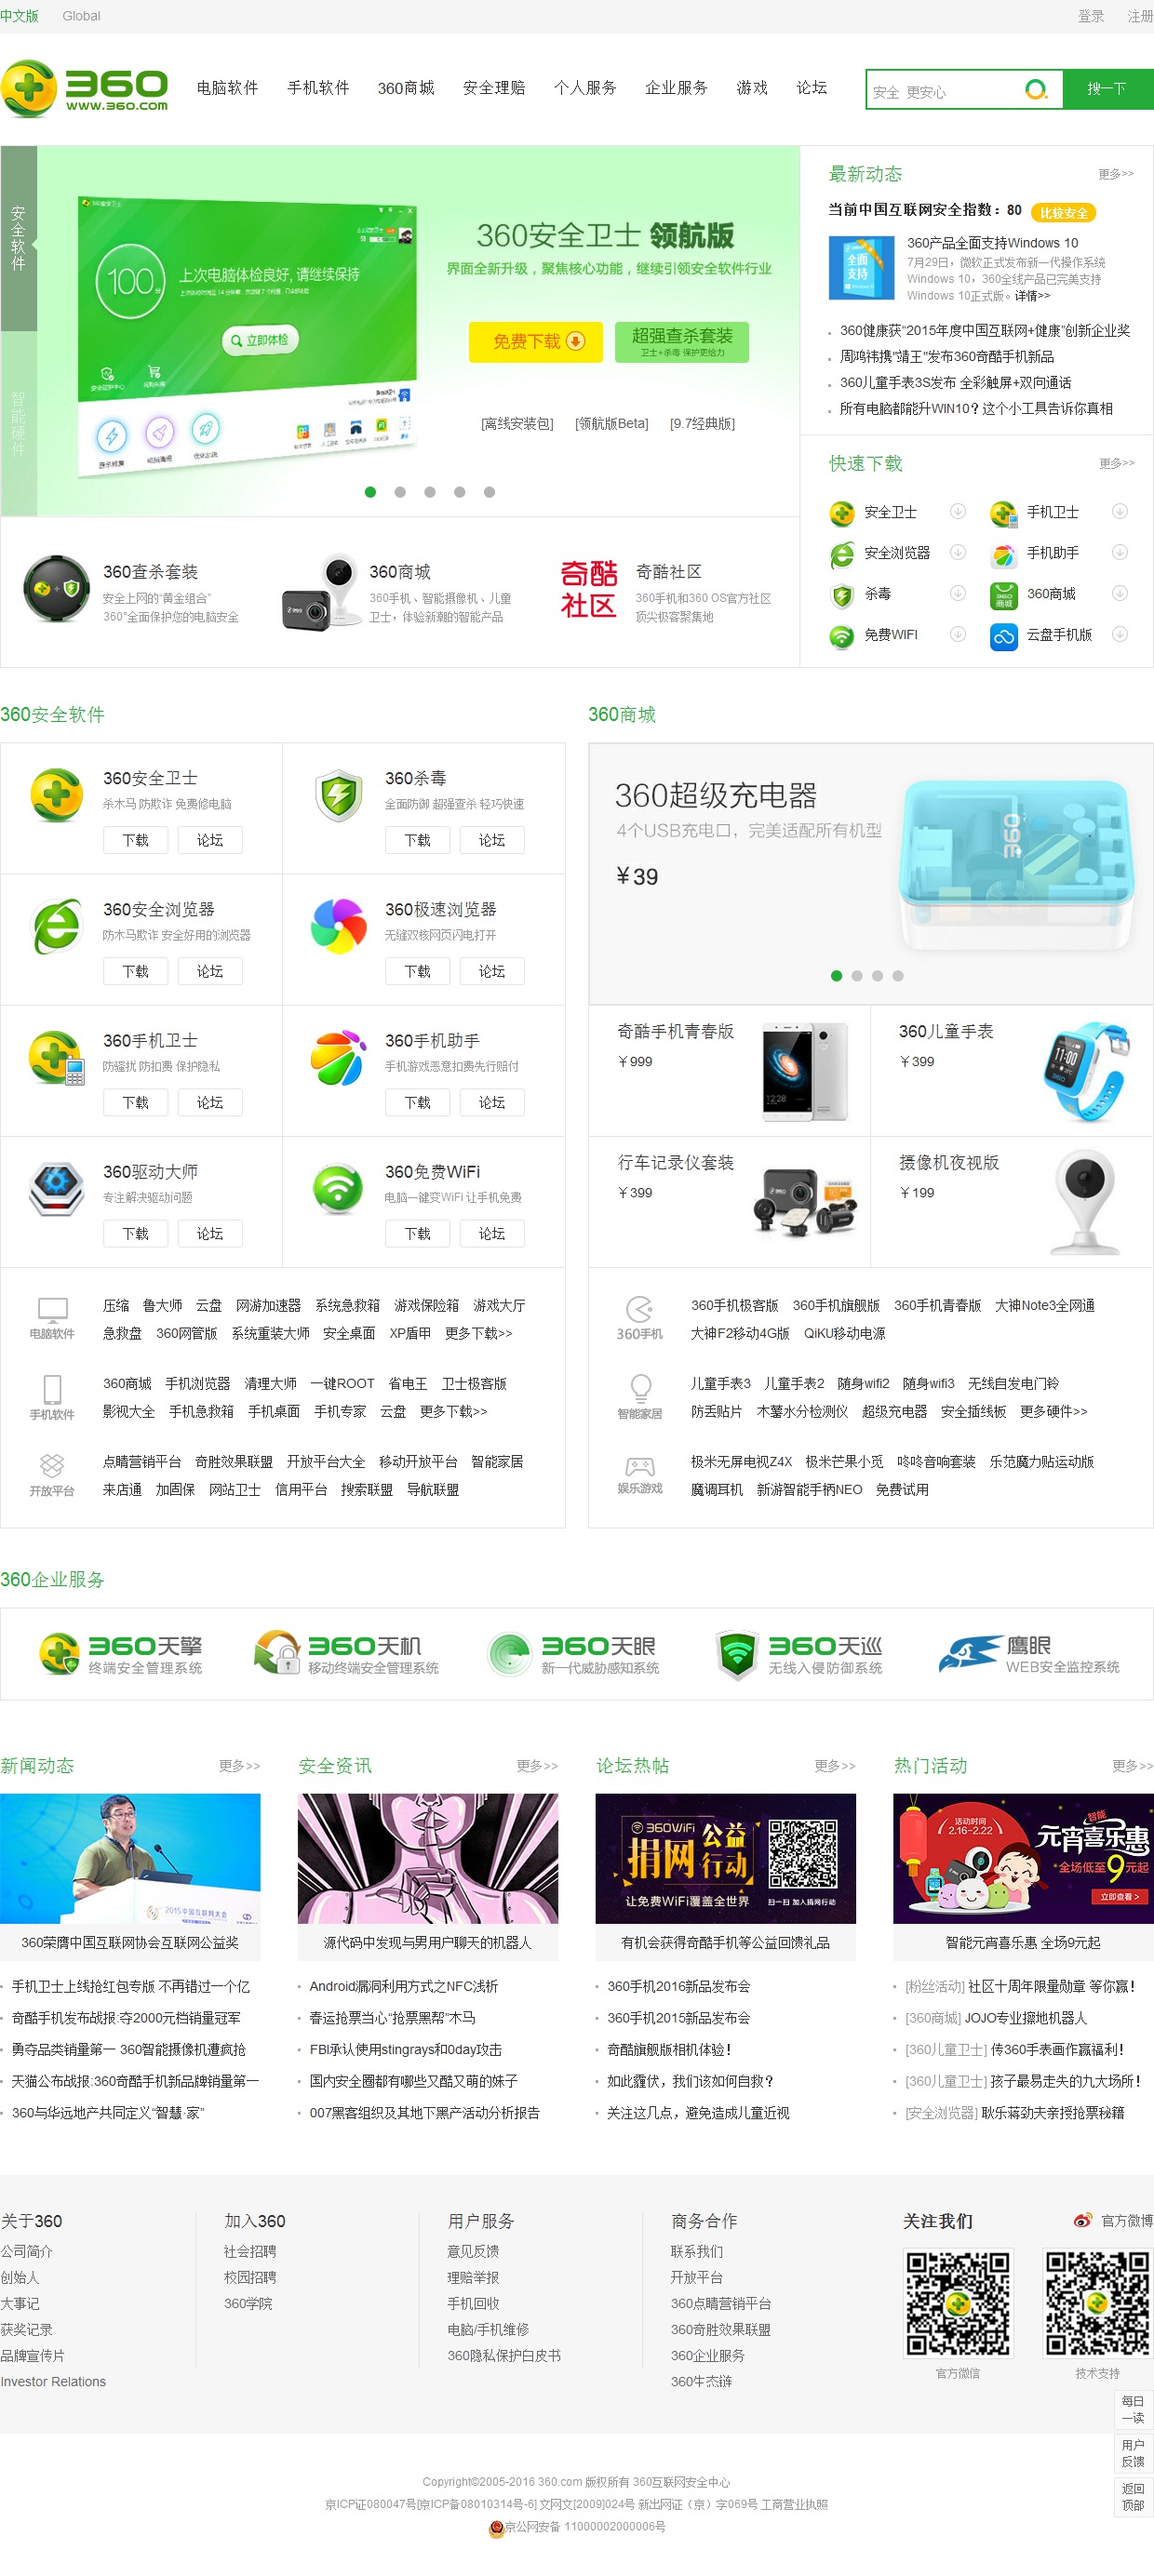 中文版 Global 登录 注册
360 www.360.com
电脑软件 手机软件 360商城 安全理赔 个人服务 企业服务 游戏 论坛
安全 更安心 搜一下
安全软件
智能硬件
100 上次电脑体检良好,请继续保持
立即体检
360安全卫士 领航版
界面全新升级，聚焦核心功能，继续引领安全软件行业
免费下载 超强查杀套装
卫士+杀毒 保护更给力
[离线安装包] [领航版Beta] [9.7经典版]
最新动态 更多>>
当前中国互联网安全指数：80 比较安全
全面支持
360产品全面支持Windows 10
7月29日，微软正式发布新一代操作系统
Windows 10，360全线产品已完美支持
Windows 10正式版。详情>>
360健康获“2015年度中国互联网+健康”创新企业奖
周鸿祎携"靖王"发布360奇酷手机新品
360儿童手表3S发布 全彩触屏+双向通话
所有电脑都能升WIN10？这个小工具告诉你真相
快速下载 更多>>
安全卫士 手机卫士
安全浏览器 手机助手
杀毒 360商城
免费WIFI 云盘手机版
360查杀套装
安全上网的“黄金组合”
360°全面保护您的电脑安全
360商城
360手机、智能摄像机、儿童
卫士，体验新潮的智能产品
奇酷社区
奇酷社区
360手机和360 OS官方社区
顶尖极客聚集地
360安全软件
360安全卫士
杀木马 防欺诈 免费修电脑
下载 论坛
360杀毒
全面防御 超强查杀 轻巧快速
下载 论坛
360安全浏览器
防木马欺诈 安全好用的浏览器
下载 论坛
360极速浏览器
无缝双核网页闪电打开
下载 论坛
360手机卫士
防骚扰 防扣费 保护隐私
下载 论坛
360手机助手
手机游戏恶意扣费先行赔付
下载 论坛
360驱动大师
专注解决驱动问题
下载 论坛
360免费WiFi
电脑一键变WiFi 让手机免费
下载 论坛
电脑软件
压缩 鲁大师 云盘 网游加速器 系统急救箱 游戏保险箱 游戏大厅
急救盘 360网管版 系统重装大师 安全桌面 XP盾甲 更多下载>>
手机软件
360商城 手机浏览器 清理大师 一键ROOT 省电王 卫士极客版
影视大全 手机急救箱 手机桌面 手机专家 云盘 更多下载>>
开放平台
点睛营销平台 奇胜效果联盟 开放平台大全 移动开放平台 智能家居
来店通 加固保 网站卫士 信用平台 搜索联盟 导航联盟
360商城
360超级充电器
4个USB充电口，完美适配所有机型
￥39
奇酷手机青春版
￥999
360儿童手表
￥399
行车记录仪套装
￥399
摄像机夜视版
￥199
360手机
360手机极客版 360手机旗舰版 360手机青春版 大神Note3全网通
大神F2移动4G版 QiKU移动电源
智能家居
儿童手表3 儿童手表2 随身wifi2 随身wifi3 无线自发电门铃
防丢贴片 木薯水分检测仪 超级充电器 安全插线板 更多硬件>>
娱乐游戏
极米无屏电视Z4X 极米芒果小觅 咚咚音响套装 乐范魔力贴运动版
魔调耳机 新游智能手柄NEO 免费试用
360企业服务
360天擎
终端安全管理系统
360天机
移动终端安全管理系统
360天眼
新一代威胁感知系统
360天巡
无线入侵防御系统
鹰眼
WEB安全监控系统
新闻动态 更多>>
2015中国互联网大会
360荣膺中国互联网协会互联网公益奖
手机卫士上线抢红包专版 不再错过一个亿
奇酷手机发布战报:夺2000元档销量冠军
勇夺品类销量第一 360智能摄像机遭疯抢
天猫公布战报:360奇酷手机新品牌销量第一
360与华远地产共同定义“智慧·家”
安全资讯 更多>>
源代码中发现与男用户聊天的机器人
Android漏洞利用方式之NFC浅析
春运抢票当心“抢票黑帮”木马
FBI承认使用stingrays和0day攻击
国内安全圈都有哪些又酷又萌的妹子
007黑客组织及其地下黑产活动分析报告
论坛热帖 更多>>
360WiFi 公益
捐网 行动
让免费WiFi覆盖全世界 扫一扫 加入捐网行动
有机会获得奇酷手机等公益回馈礼品
360手机2016新品发布会
360手机2015新品发布会
奇酷旗舰版相机体验！
如此霾伏，我们该如何自救？
关注这几点，避免造成儿童近视
热门活动 更多>>
活动时间
2.16-2.22
智能
元宵喜乐惠
全场低至9元起
立即查看 >
智能元宵喜乐惠 全场9元起
[粉丝活动] 社区十周年限量勋章 等你赢！
[360商城] JOJO专业擦地机器人
[360儿童卫士] 传360手表画作赢福利！
[360儿童卫士] 孩子最易走失的九大场所！
[安全浏览器] 耿乐蒋劲夫亲授抢票秘籍
关于360
公司简介
创始人
大事记
获奖记录
品牌宣传片
Investor Relations
加入360
社会招聘
校园招聘
360学院
用户服务
意见反馈
理赔举报
手机回收
电脑/手机维修
360隐私保护白皮书
商务合作
联系我们
开放平台
360点睛营销平台
360奇胜效果联盟
360企业服务
360生态链
关注我们 官方微博
官方微信 技术支持
每日一读
用户反馈
返回顶部
Copyright©2005-2016 360.com 版权所有 360互联网安全中心
京ICP证080047号[京ICP备08010314号-6] 文网文[2009]024号 新出网证（京）字069号 工商营业执照
京公网安备 11000002000006号